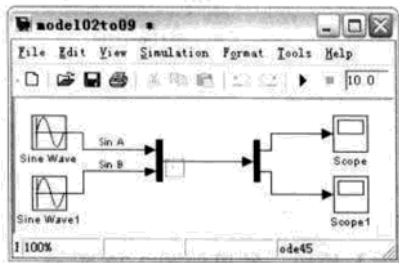 model02to09 *
File Edit View Simulation Format Tools Help
10.0
Sin A
Sine Wave
Scope
Sin B
Sine Wave1
Scope1
100%
ode45